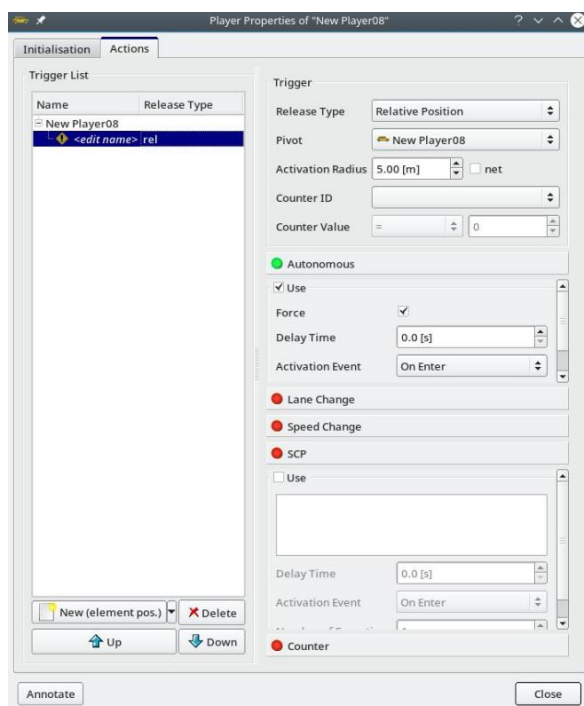 Player Properties of "New Player08"
Initialisation Actions
Trigger List
Name Release Type
New Player08
<edit name> rel
New (element pos.) Delete
Up Down
Trigger
Release Type Relative Position
Pivot New Player08
Activation Radius 5.00 [m] net
Counter ID
Counter Value = 0
Autonomous
Use
Force
Delay Time 0.0 [s]
Activation Event On Enter
Lane Change
Speed Change
SCP
Use
Delay Time 0.0 [s]
Activation Event On Enter
Counter
Annotate Close